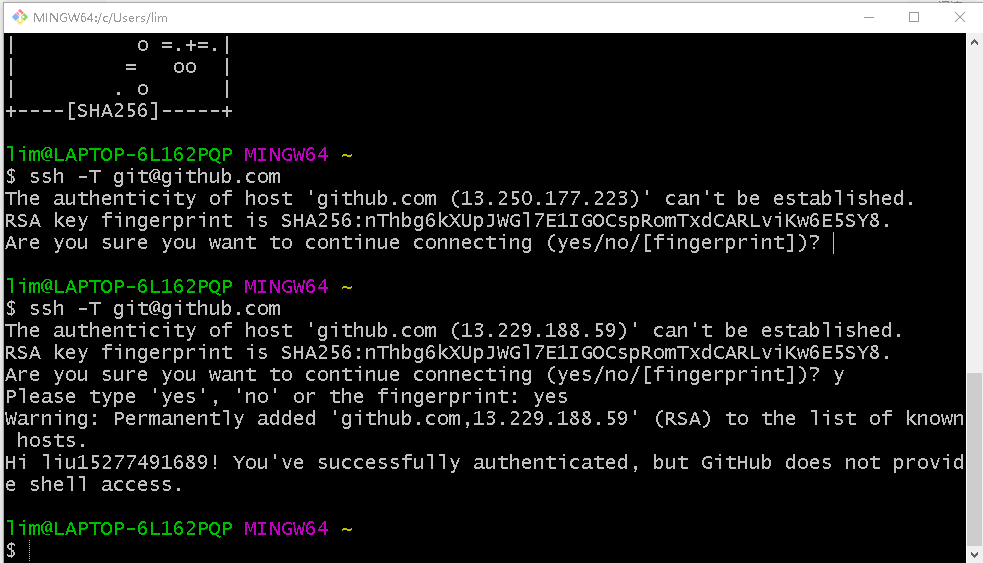 MINGW64:/c/Users/lim
|          o =.+=.|
|         =   oo  |
|        . o      |
+----[SHA256]-----+
lim@LAPTOP-6L162PQP MINGW64 ~
$ ssh -T git@github.com
The authenticity of host 'github.com (13.250.177.223)' can't be established.
RSA key fingerprint is SHA256:nThbg6kXUpJWGl7E1IGOCspRomTxdCARLviKw6E5SY8.
Are you sure you want to continue connecting (yes/no/[fingerprint])?
lim@LAPTOP-6L162PQP MINGW64 ~
$ ssh -T git@github.com
The authenticity of host 'github.com (13.229.188.59)' can't be established.
RSA key fingerprint is SHA256:nThbg6kXUpJWGl7E1IGOCspRomTxdCARLviKw6E5SY8.
Are you sure you want to continue connecting (yes/no/[fingerprint])? y
Please type 'yes', 'no' or the fingerprint: yes
Warning: Permanently added 'github.com,13.229.188.59' (RSA) to the list of known
 hosts.
Hi liu15277491689! You've successfully authenticated, but GitHub does not provid
e shell access.
lim@LAPTOP-6L162PQP MINGW64 ~
$